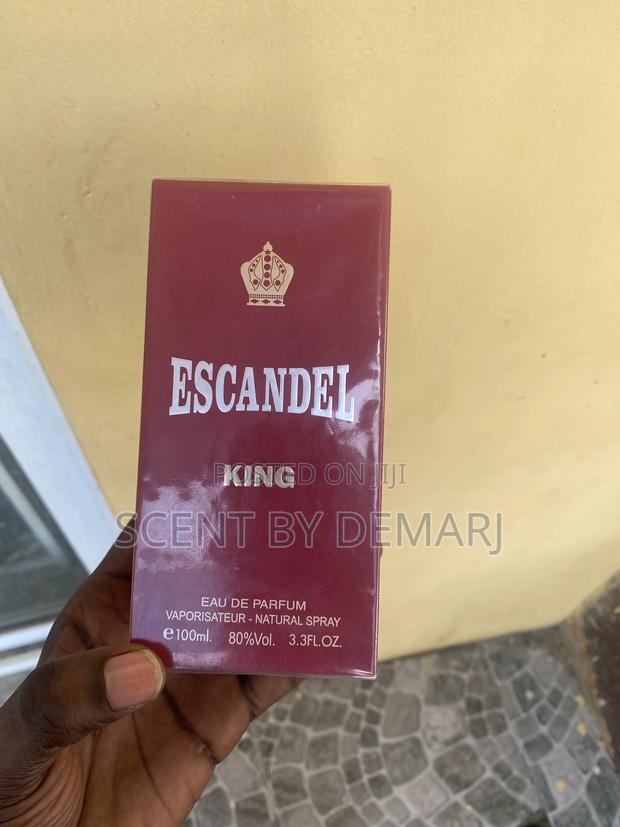 ESCANDEL
KING
POSTED ON JIJI
SCENT BY DEMARJ
EAU DE PARFUM
VAPORISATEUR - NATURAL SPRAY
e100ml. 80%Vol. 3.3FL.OZ.